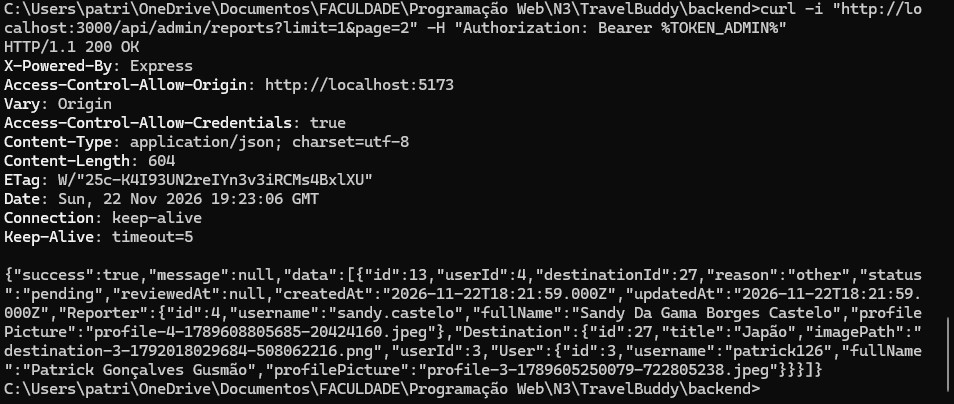 C:\Users\patri\OneDrive\Documentos\FACULDADE\Programação Web\N3\TravelBuddy\backend>curl -i "http://lo
calhost:3000/api/admin/reports?limit=1&page=2" -H "Authorization: Bearer %TOKEN_ADMIN%"
HTTP/1.1 200 OK
X-Powered-By: Express
Access-Control-Allow-Origin: http://localhost:5173
Vary: Origin
Access-Control-Allow-Credentials: true
Content-Type: application/json; charset=utf-8
Content-Length: 604
ETag: W/"25c-K4I93UN2reIYn3v3iRCMs4BxlXU"
Date: Sun, 22 Nov 2026 19:23:06 GMT
Connection: keep-alive
Keep-Alive: timeout=5
{"success":true,"message":null,"data":[{"id":13,"userId":4,"destinationId":27,"reason":"other","status
":"pending","reviewedAt":null,"createdAt":"2026-11-22T18:21:59.000Z","updatedAt":"2026-11-22T18:21:59.
000Z","Reporter":{"id":4,"username":"sandy.castelo","fullName":"Sandy Da Gama Borges Castelo","profile
Picture":"profile-4-1789608805685-20424160.jpeg"},"Destination":{"id":27,"title":"Japão","imagePath":"
destination-3-1792018029684-508062216.png","userId":3,"User":{"id":3,"username":"patrick126","fullName
":"Patrick Gonçalves Gusmão","profilePicture":"profile-3-1789605250079-722805238.jpeg"}}}]}
C:\Users\patri\OneDrive\Documentos\FACULDADE\Programação Web\N3\TravelBuddy\backend>